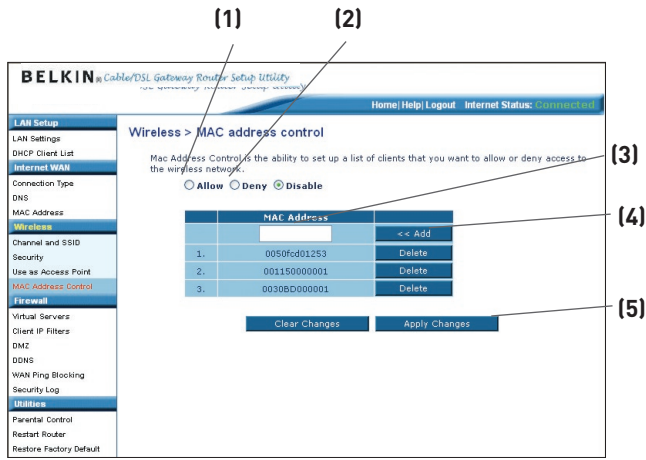 (1) (2)
BELKIN® Cable/DSL Gateway Router Setup Utility
Home| Help| Logout Internet Status: Connected
LAN Setup
LAN Settings
DHCP Client List
Internet WAN
Connection Type
DNS
MAC Address
Wireless
Channel and SSID
Security
Use as Access Point
MAC Address Control
Firewall
Virtual Servers
Client IP Filters
DMZ
DDNS
WAN Ping Blocking
Security Log
Utilities
Parental Control
Restart Router
Restore Factory Default
Wireless > MAC address control
Mac Address Control is the ability to set up a list of clients that you want to allow or deny access to
the wireless network.
Allow Deny Disable
MAC Address
<< Add
1. 0050fcd01253 Delete
2. 001150000001 Delete
3. 0030BD000001 Delete
Clear Changes Apply Changes
(3)
(4)
(5)